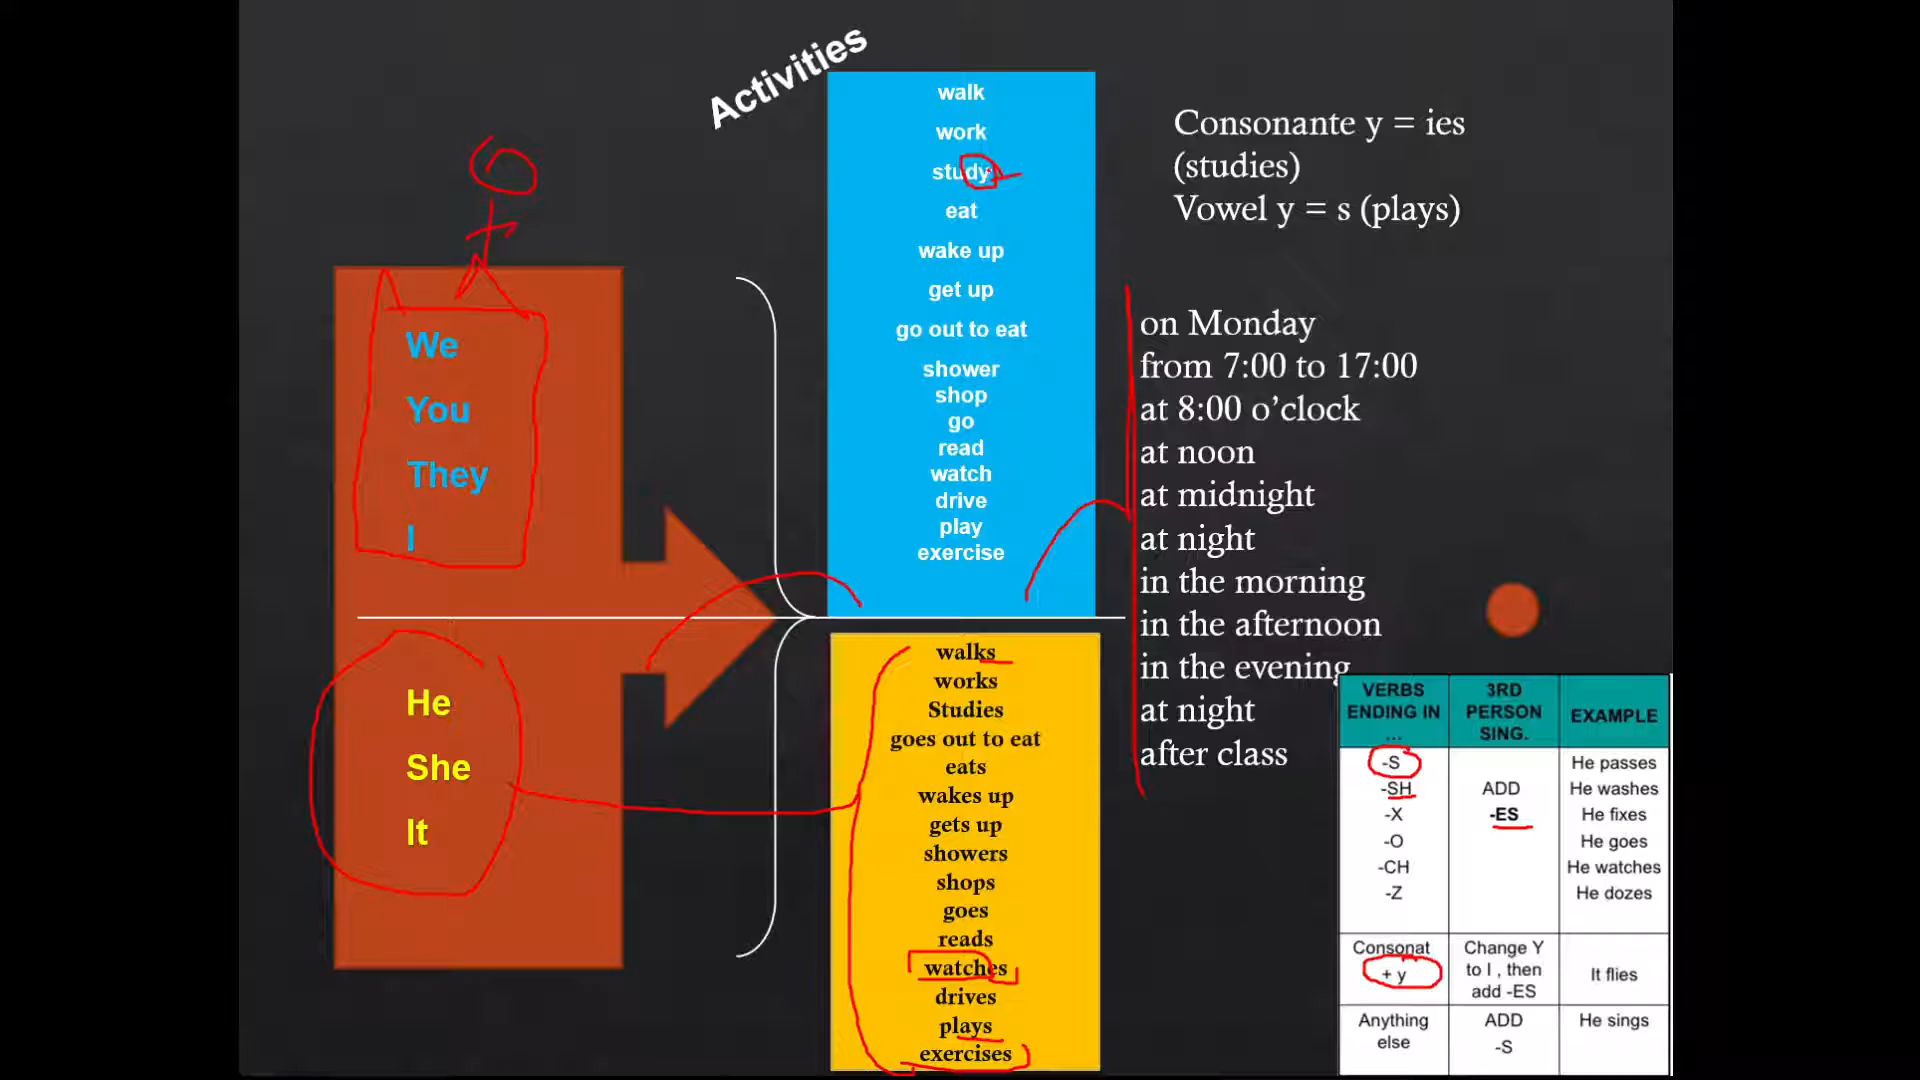 Activities
We
You
They
I
He
She
It
walk
work
study
eat
wake up
get up
go out to eat
shower
shop
go
read
watch
drive
play
exercise
walks
works
Studies
goes out to eat
eats
wakes up
gets up
showers
shops
goes
reads
watches
drives
plays
exercises
Consonante y = ies
(studies)
Vowel y = s (plays)
on Monday
from 7:00 to 17:00
at 8:00 o’clock
at noon
at midnight
at night
in the morning
in the afternoon
in the evening
at night
after class
VERBS ENDING IN ... 3RD PERSON SING. EXAMPLE
-S He passes
-SH ADD He washes
-X -ES He fixes
-O He goes
-CH He watches
-Z He dozes
Consonat Change Y
+ y to I , then It flies
add -ES
Anything ADD He sings
else -S